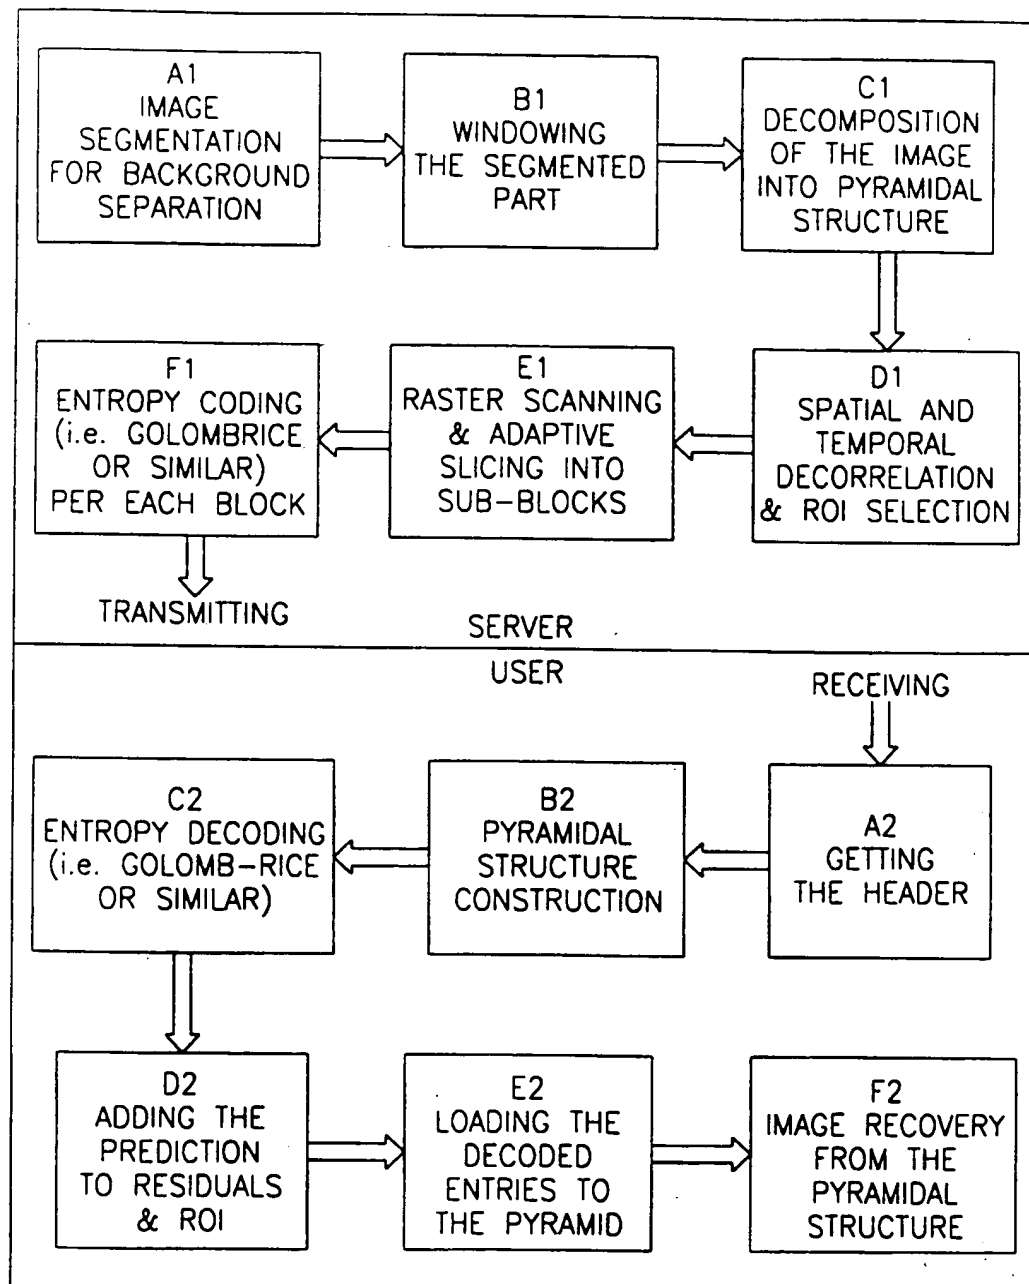 A1
IMAGE
SEGMENTATION
FOR BACKGROUND
SEPARATION
B1
WINDOWING
THE SEGMENTED
PART
C1
DECOMPOSITION
OF THE IMAGE
INTO PYRAMIDAL
STRUCTURE
F1
ENTROPY CODING
(i.e. GOLOMBRICE
OR SIMILAR)
PER EACH BLOCK
E1
RASTER SCANNING
& ADAPTIVE
SLICING INTO
SUB-BLOCKS
D1
SPATIAL AND
TEMPORAL
DECORRELATION
& ROI SELECTION
TRANSMITTING
SERVER
USER
RECEIVING
C2
ENTROPY DECODING
(i.e. GOLOMB-RICE
OR SIMILAR)
B2
PYRAMIDAL
STRUCTURE
CONSTRUCTION
A2
GETTING
THE HEADER
D2
ADDING THE
PREDICTION
TO RESIDUALS
& ROI
E2
LOADING THE
DECODED
ENTRIES TO
THE PYRAMID
F2
IMAGE RECOVERY
FROM THE
PYRAMIDAL
STRUCTURE